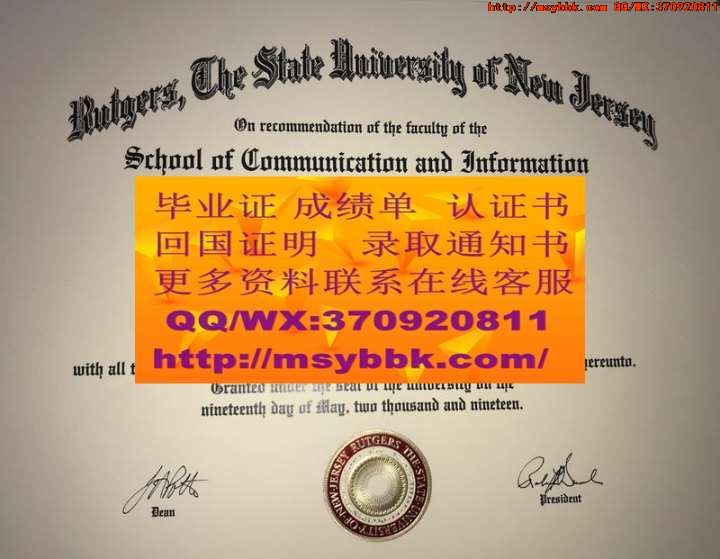 http://msybbk.com QQ/WX:370920811
Rutgers, The State University of New Jersey
On recommendation of the faculty of the
School of Communication and Information
毕业证 成绩单 认证书
回国证明 录取通知书
更多资料联系在线客服
QQ/WX:370920811
http://msybbk.com/
with all hereunto.
Granted under the seal of the university on the
nineteenth day of May, two thousand and nineteen.
RUTGERS THE STATE UNIVERSITY OF NEW JERSEY
Dean
President